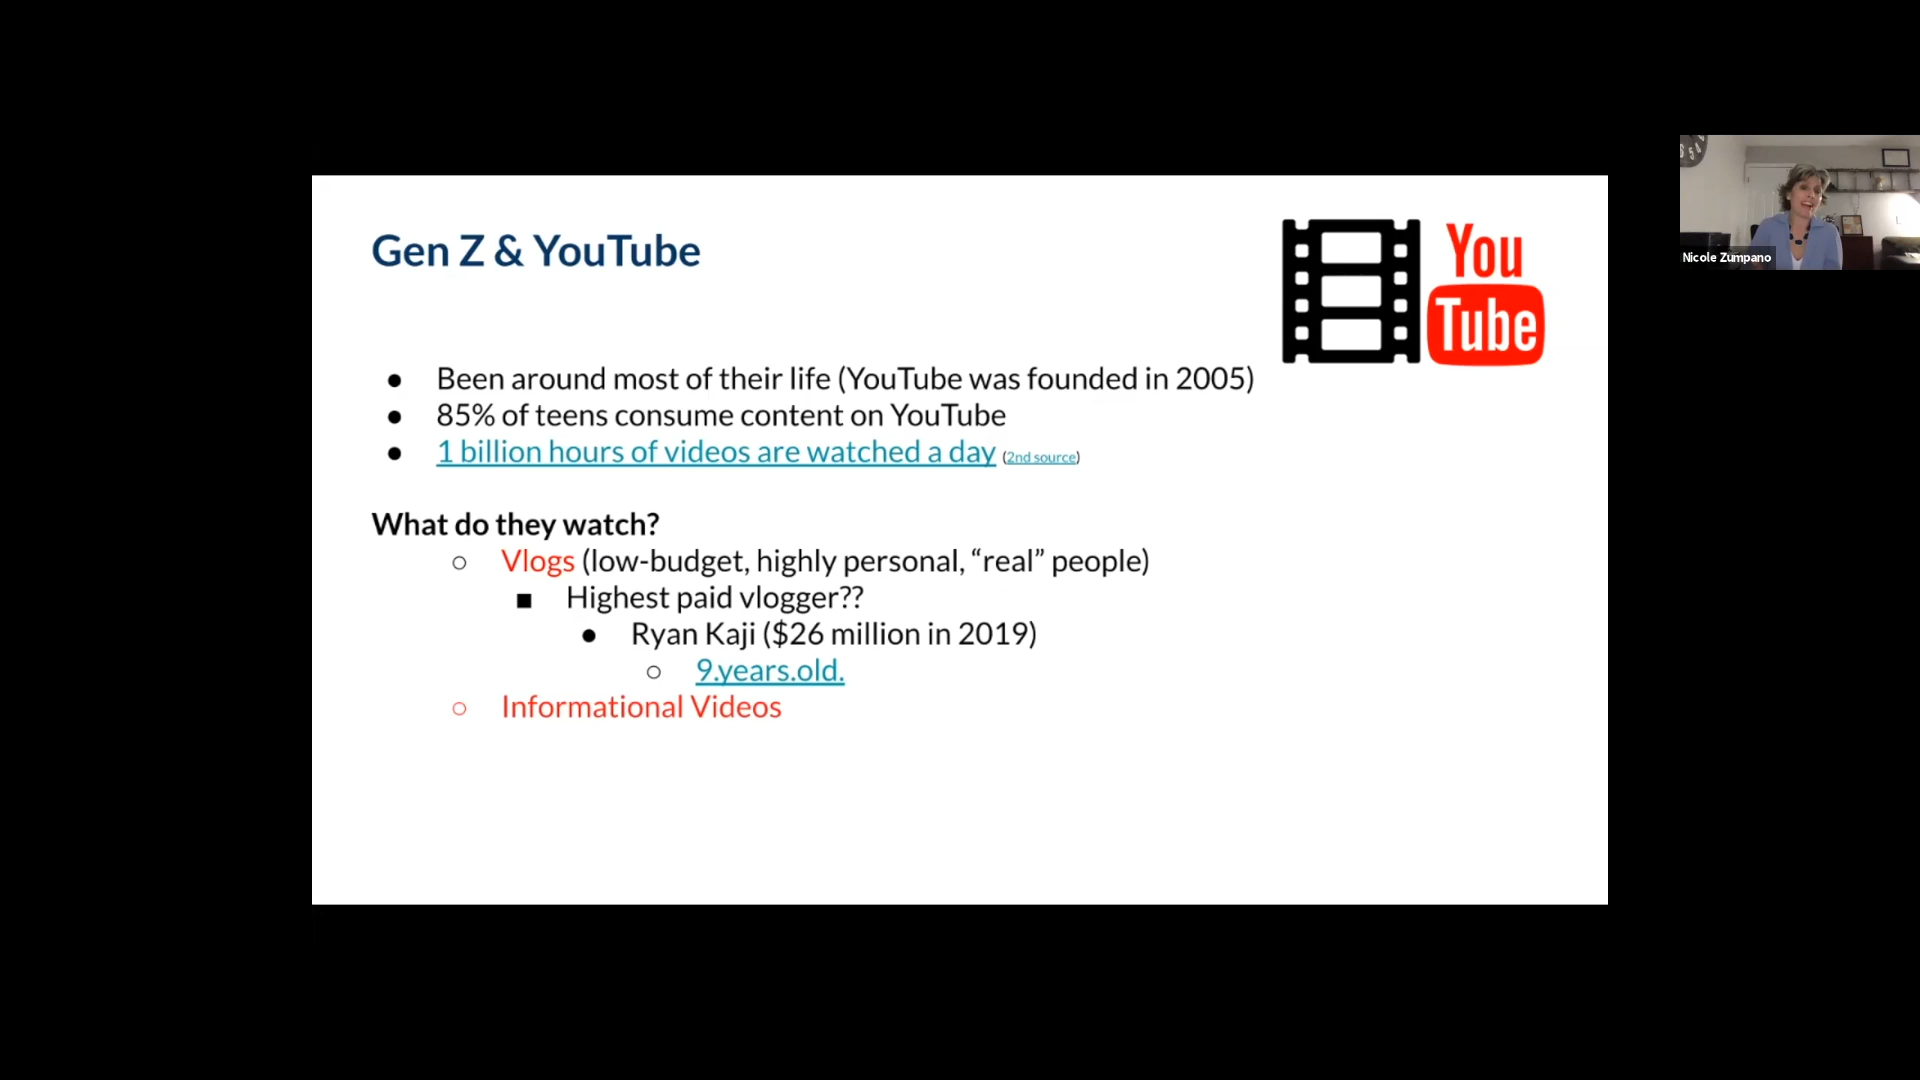 Gen Z & YouTube
You
Tube
● Been around most of their life (YouTube was founded in 2005)
● 85% of teens consume content on YouTube
● 1 billion hours of videos are watched a day (2nd source)
What do they watch?
○ Vlogs (low-budget, highly personal, “real” people)
■ Highest paid vlogger??
● Ryan Kaji ($26 million in 2019)
○ 9.years.old.
○ Informational Videos
Nicole Zumpano